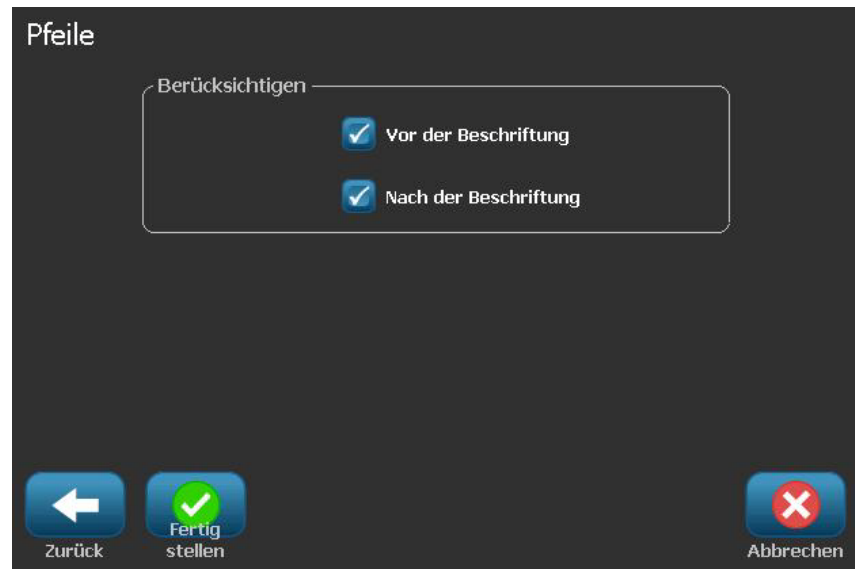 Pfeile
Berücksichtigen
Vor der Beschriftung
Nach der Beschriftung
Zurück
Fertig
stellen
Abbrechen